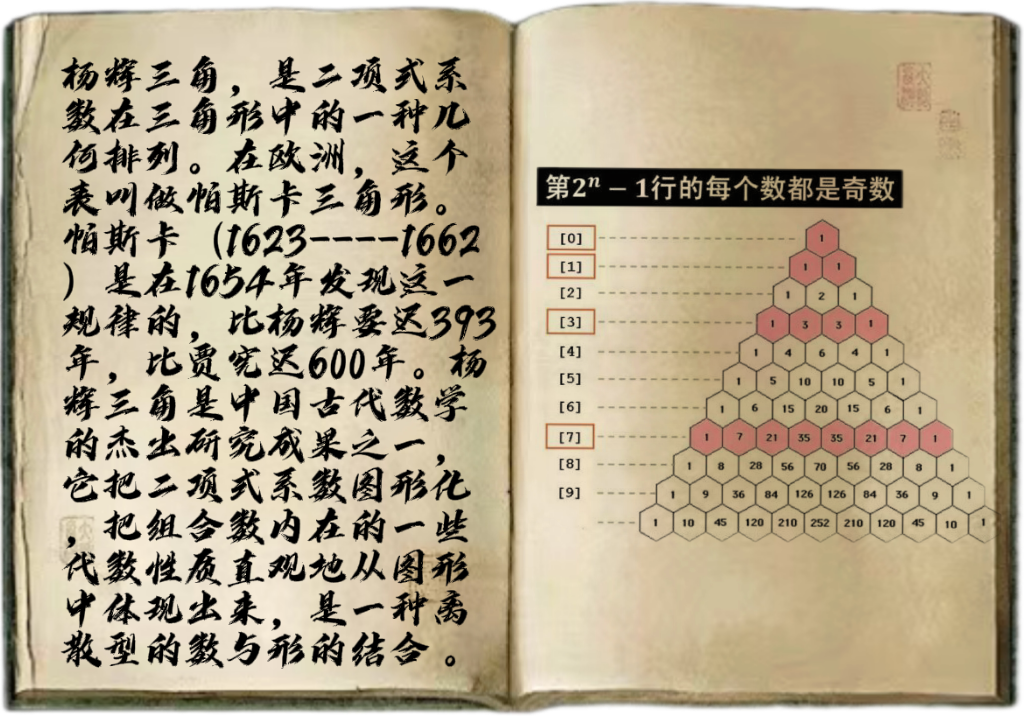 杨辉三角，是二项式系
数在三角形中的一种几
何排列。在欧洲，这个
表叫做帕斯卡三角形。
帕斯卡（1623----1662
）是在1654年发现这一
规律的，比杨辉要迟393
年，比贾宪迟600年。杨
辉三角是中国古代数学
的杰出研究成果之一，
它把二项式系数图形化
，把组合数内在的一些
代数性质直观地从图形
中体现出来，是一种离
散型的数与形的结合。
第2ⁿ－1行的每个数都是奇数
[0] 1
[1] 1 1
[2] 1 2 1
[3] 1 3 3 1
[4] 1 4 6 4 1
[5] 1 5 10 10 5 1
[6] 1 6 15 20 15 6 1
[7] 1 7 21 35 35 21 7 1
[8] 1 8 28 56 70 56 28 8 1
[9] 1 9 36 84 126 126 84 36 9 1
1 10 45 120 210 252 210 120 45 10 1